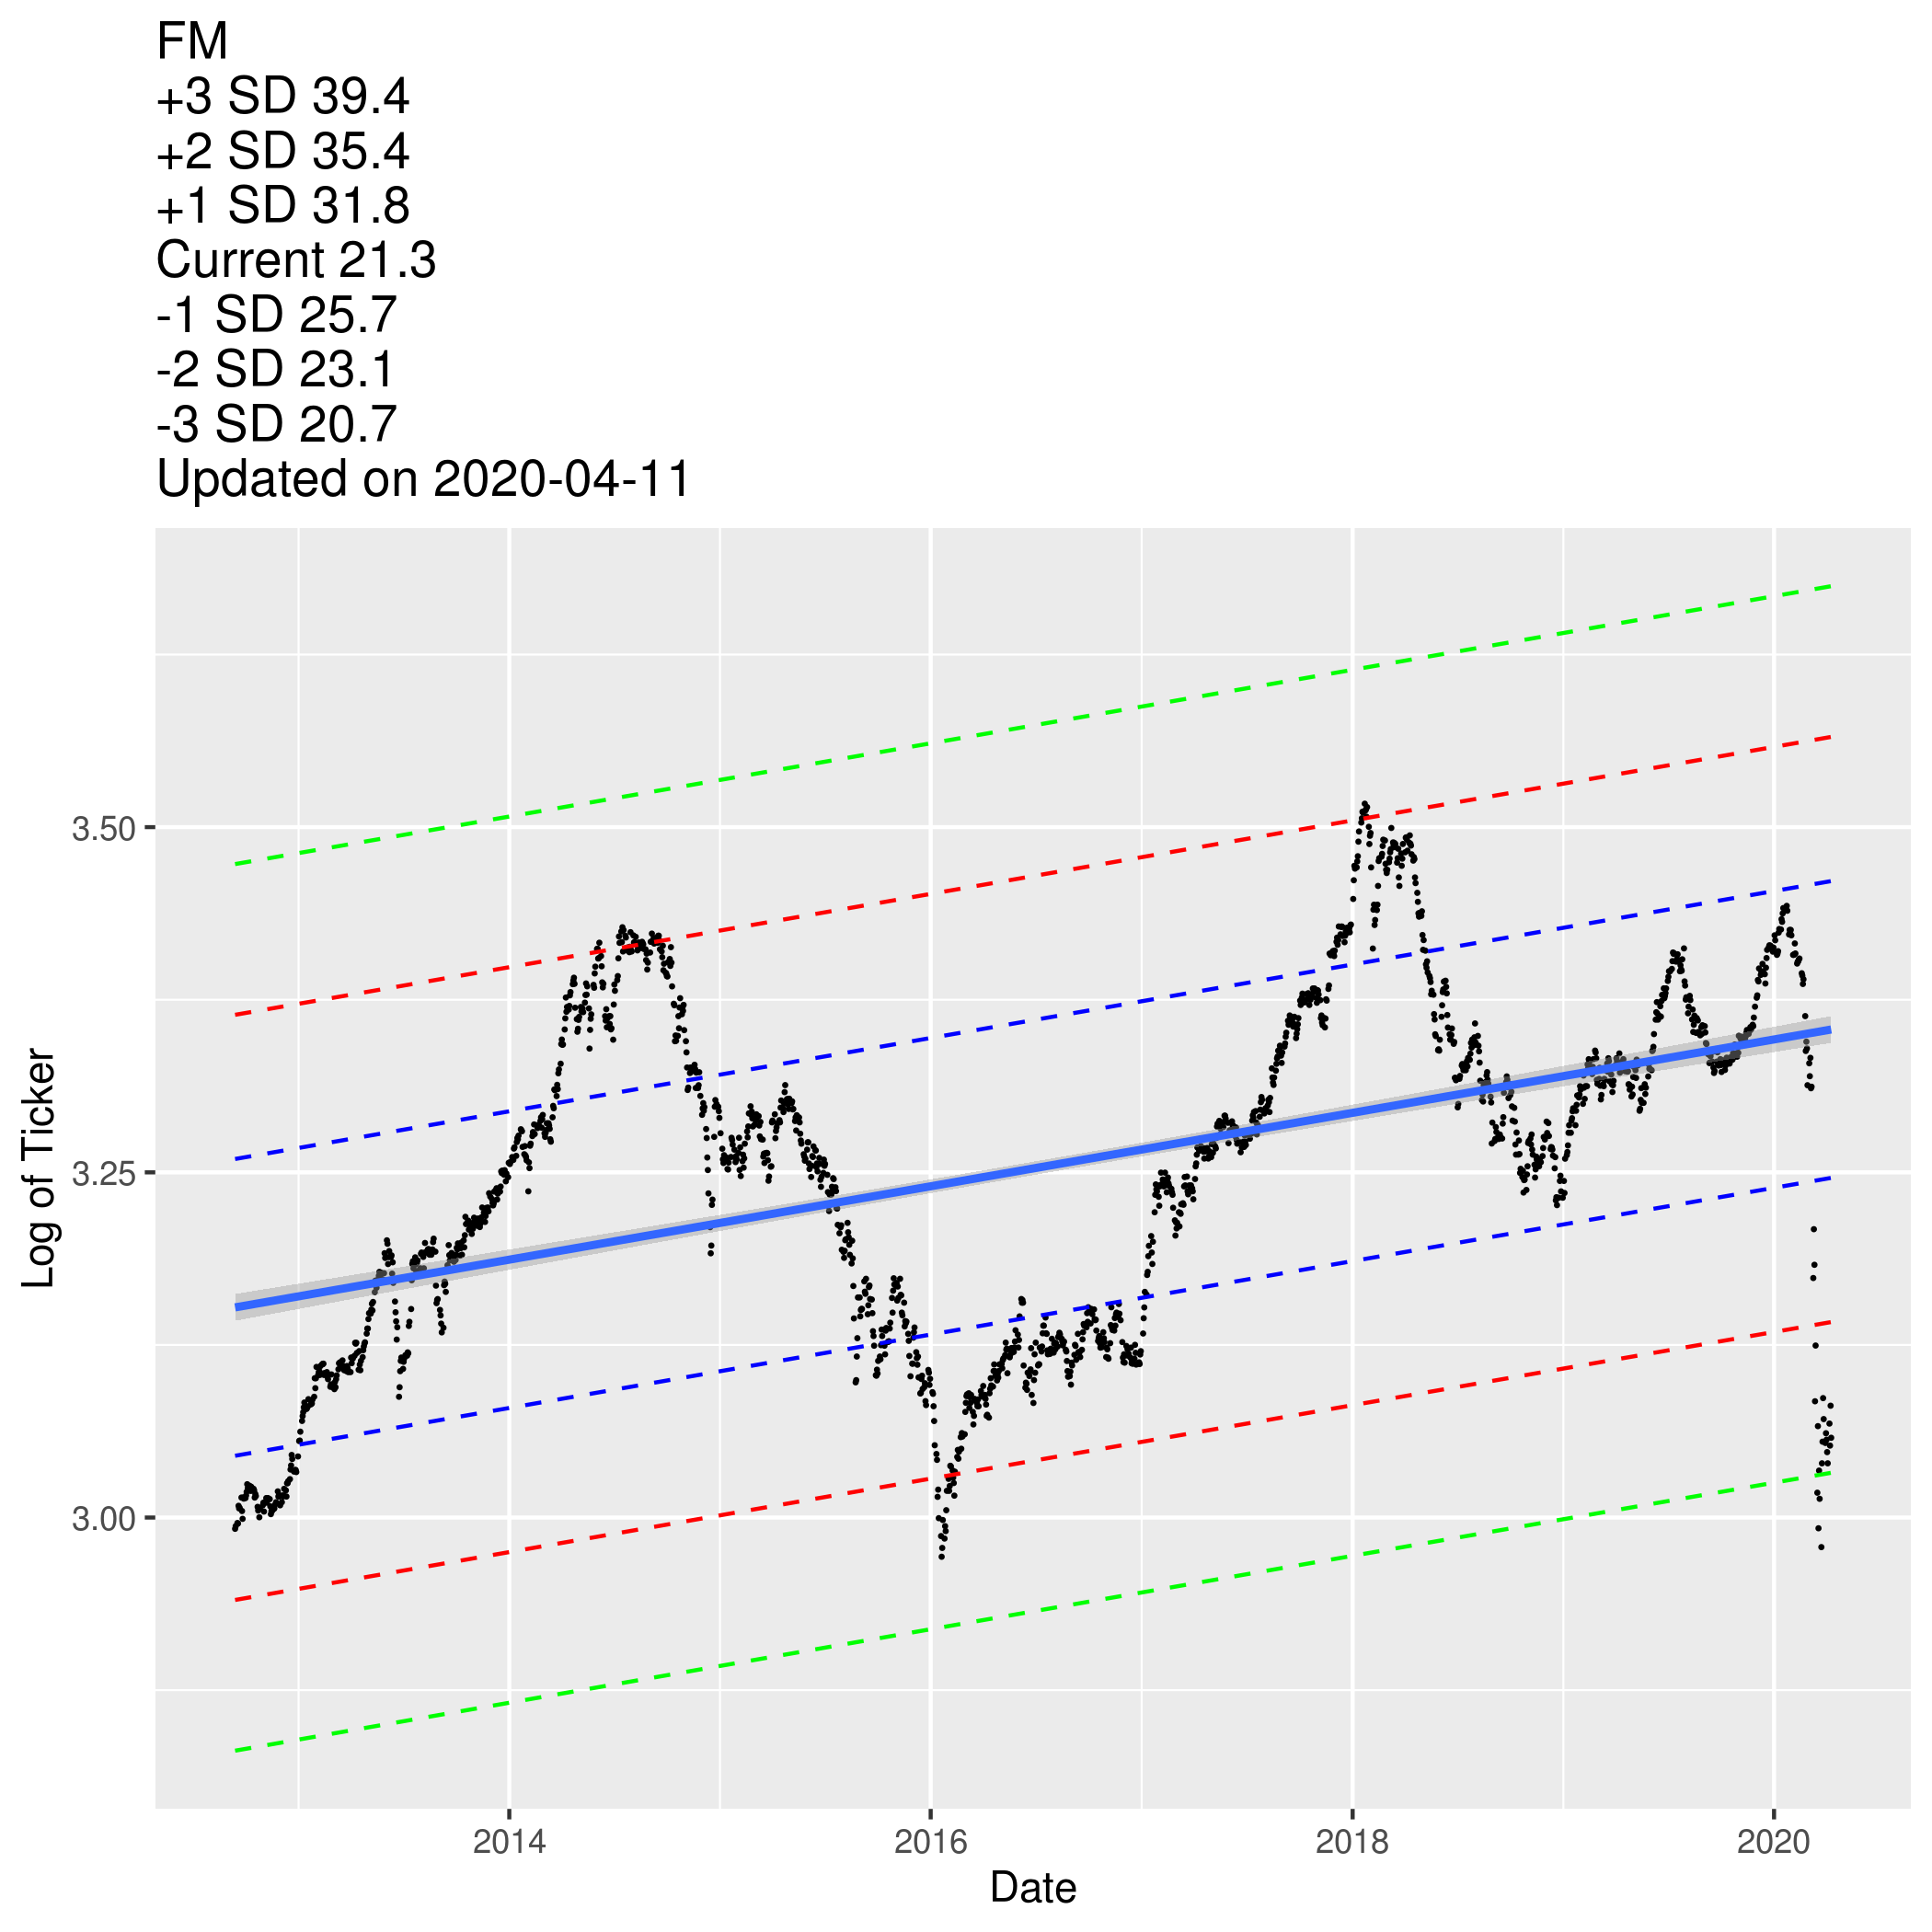 FM
+3 SD 39.4
+2 SD 35.4
+1 SD 31.8
Current 21.3
-1 SD 25.7
-2 SD 23.1
-3 SD 20.7
Updated on 2020-04-11
3.50
3.25
3.00
Log of Ticker
2014 2016 2018 2020
Date